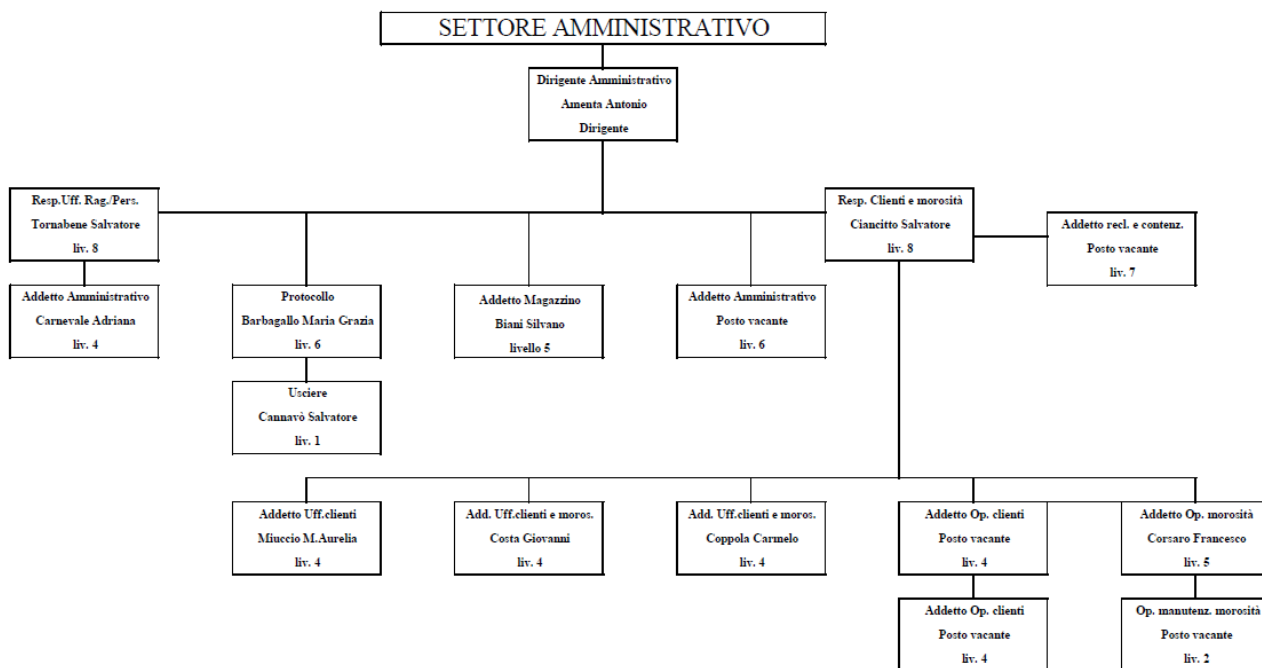 SETTORE AMMINISTRATIVO
Dirigente Amministrativo
Amenta Antonio
Dirigente
Resp.Uff. Rag./Pers.
Tornabene Salvatore
liv. 8
Resp. Clienti e morosità
Ciancitto Salvatore
liv. 8
Addetto recl. e contenz.
Posto vacante
liv. 7
Addetto Amministrativo
Carnevale Adriana
liv. 4
Protocollo
Barbagallo Maria Grazia
liv. 6
Addetto Magazzino
Biani Silvano
livello 5
Addetto Amministrativo
Posto vacante
liv. 6
Usciere
Cannavò Salvatore
liv. 1
Addetto Uff.clienti
Miuccio M.Aurelia
liv. 4
Add. Uff.clienti e moros.
Costa Giovanni
liv. 4
Add. Uff.clienti e moros.
Coppola Carmelo
liv. 4
Addetto Op. clienti
Posto vacante
liv. 4
Addetto Op. morosità
Corsaro Francesco
liv. 5
Addetto Op. clienti
Posto vacante
liv. 4
Op. manutenz. morosità
Posto vacante
liv. 2